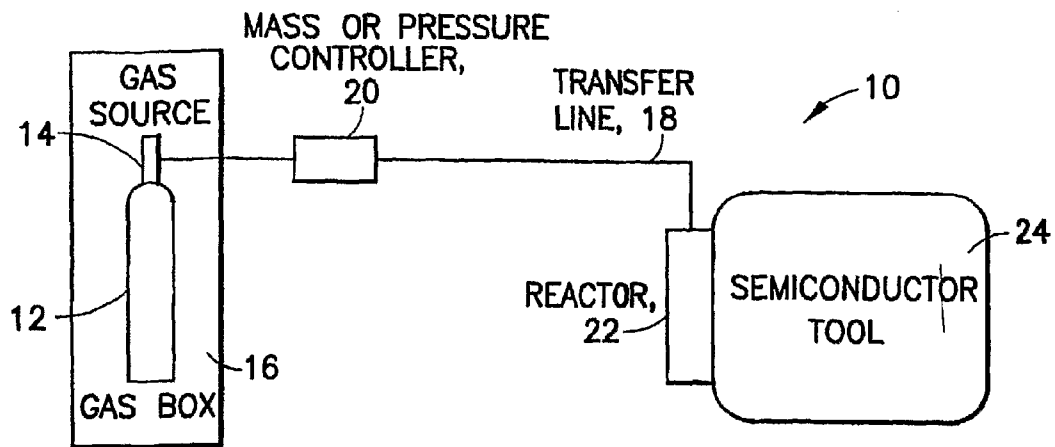 MASS OR PRESSURE
CONTROLLER,
20
GAS
SOURCE
14
TRANSFER
LINE, 18
10
12
16
GAS BOX
REACTOR,
22
SEMICONDUCTOR
TOOL
24